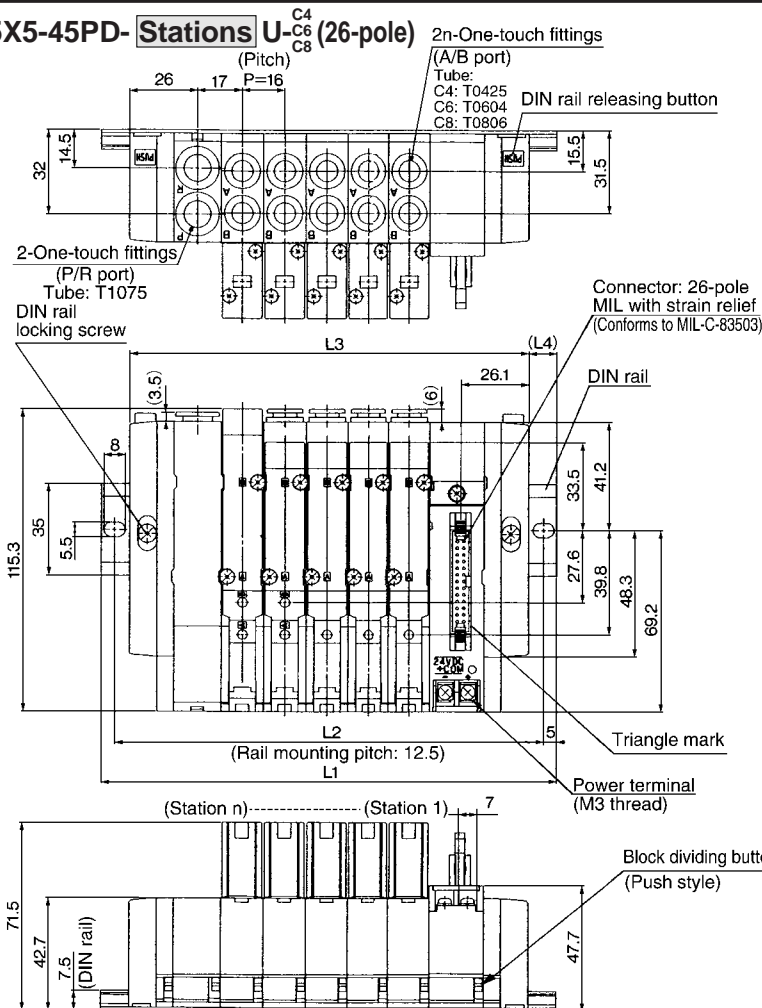 5X5-45PD- Stations U-C4 C6 C8 (26-pole)
2n-One-touch fittings
(A/B port)
Tube:
C4: T0425
C6: T0604
C8: T0806
(Pitch)
P=16
26
17
DIN rail releasing button
32
14.5
15.5
31.5
PUSH
PUSH
R
A
A
A
A
A
P
B
B
B
B
B
2-One-touch fittings
(P/R port)
Tube: T1075
DIN rail
locking screw
Connector: 26-pole
MIL with strain relief
(Conforms to MIL-C-83503)
L3
(L4)
26.1
DIN rail
(3.5)
(6)
8
35
5.5
115.3
33.5
41.2
27.6
39.8
48.3
69.2
24VDC
+COM
- +
L2
5
(Rail mounting pitch: 12.5)
L1
Triangle mark
Power terminal
(M3 thread)
(Station n)
(Station 1)
7
Block dividing butto
(Push style)
71.5
42.7
7.5
(DIN rail)
47.7